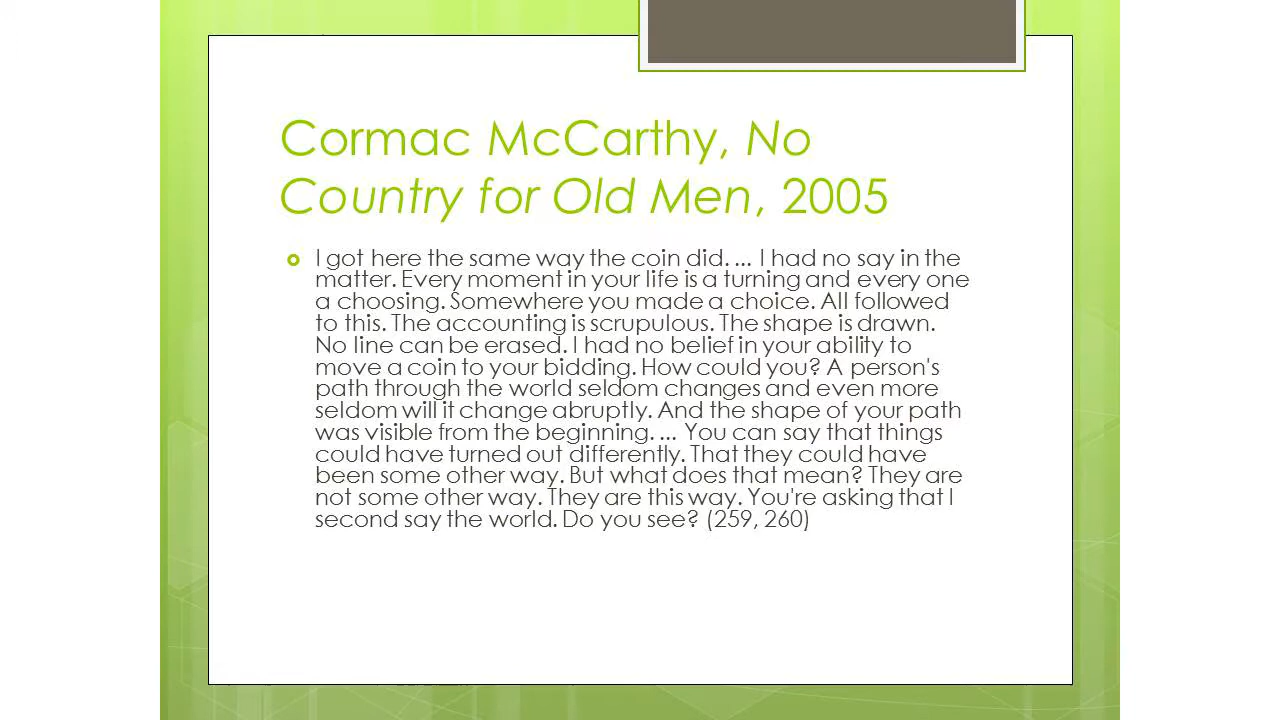 Cormac McCarthy, No
Country for Old Men, 2005
I got here the same way the coin did. ... I had no say in the
matter. Every moment in your life is a turning and every one
a choosing. Somewhere you made a choice. All followed
to this. The accounting is scrupulous. The shape is drawn.
No line can be erased. I had no belief in your ability to
move a coin to your bidding. How could you? A person's
path through the world seldom changes and even more
seldom will it change abruptly. And the shape of your path
was visible from the beginning. ... You can say that things
could have turned out differently. That they could have
been some other way. But what does that mean? They are
not some other way. They are this way. You're asking that I
second say the world. Do you see? (259, 260)